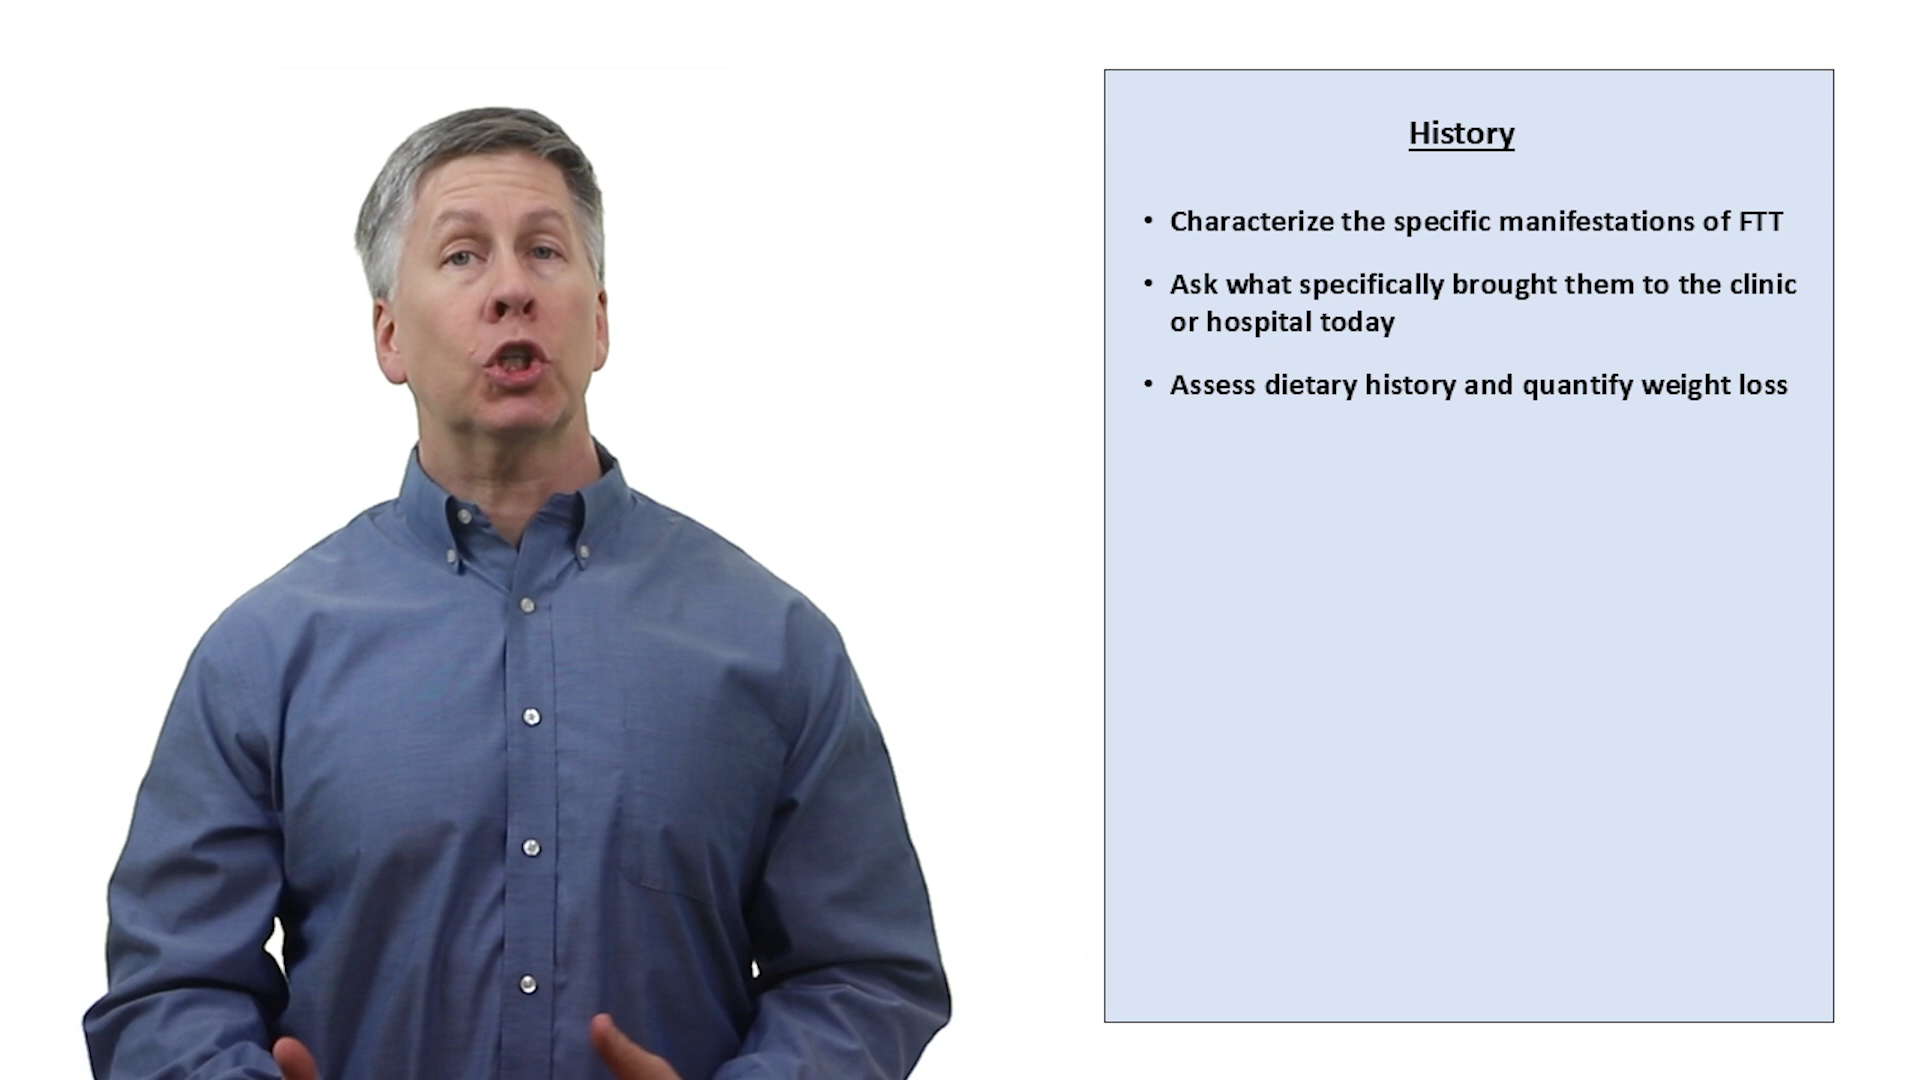 History
• Characterize the specific manifestations of FTT
• Ask what specifically brought them to the clinic
or hospital today
• Assess dietary history and quantify weight loss